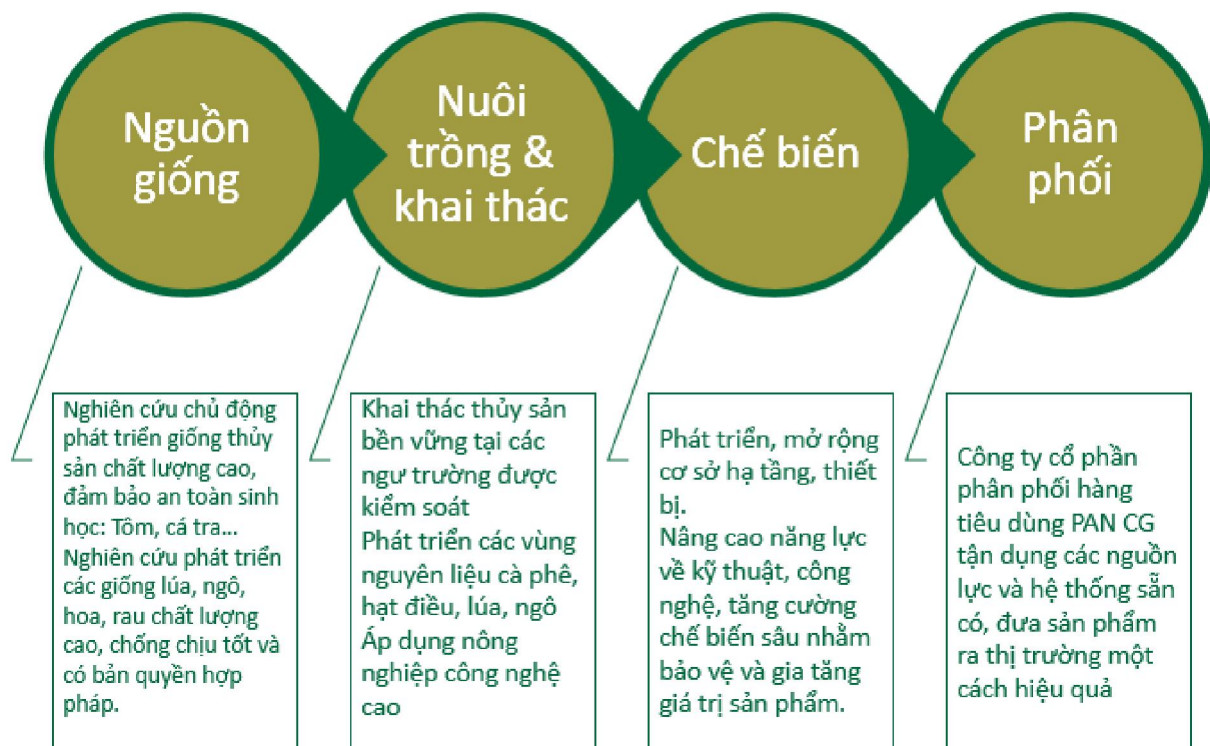 Nguồn
giống
Nuôi
trồng &
khai thác
Chế biến
Phân
phối
Nghiên cứu chủ động
phát triển giống thủy
sản chất lượng cao,
đảm bảo an toàn sinh
học: Tôm, cá tra...
Nghiên cứu phát triển
các giống lúa, ngô,
hoa, rau chất lượng
cao, chống chịu tốt và
có bản quyền hợp
pháp.
Khai thác thủy sản
bền vững tại các
ngư trường được
kiểm soát
Phát triển các vùng
nguyên liệu cà phê,
hạt điều, lúa, ngô
Áp dụng nông
nghiệp công nghệ
cao
Phát triển, mở rộng
cơ sở hạ tầng, thiết
bị.
Nâng cao năng lực
về kỹ thuật, công
nghệ, tăng cường
chế biến sâu nhằm
bảo vệ và gia tăng
giá trị sản phẩm.
Công ty cổ phần
phân phối hàng
tiêu dùng PAN CG
tận dụng các nguồn
lực và hệ thống sẵn
có, đưa sản phẩm
ra thị trường một
cách hiệu quả